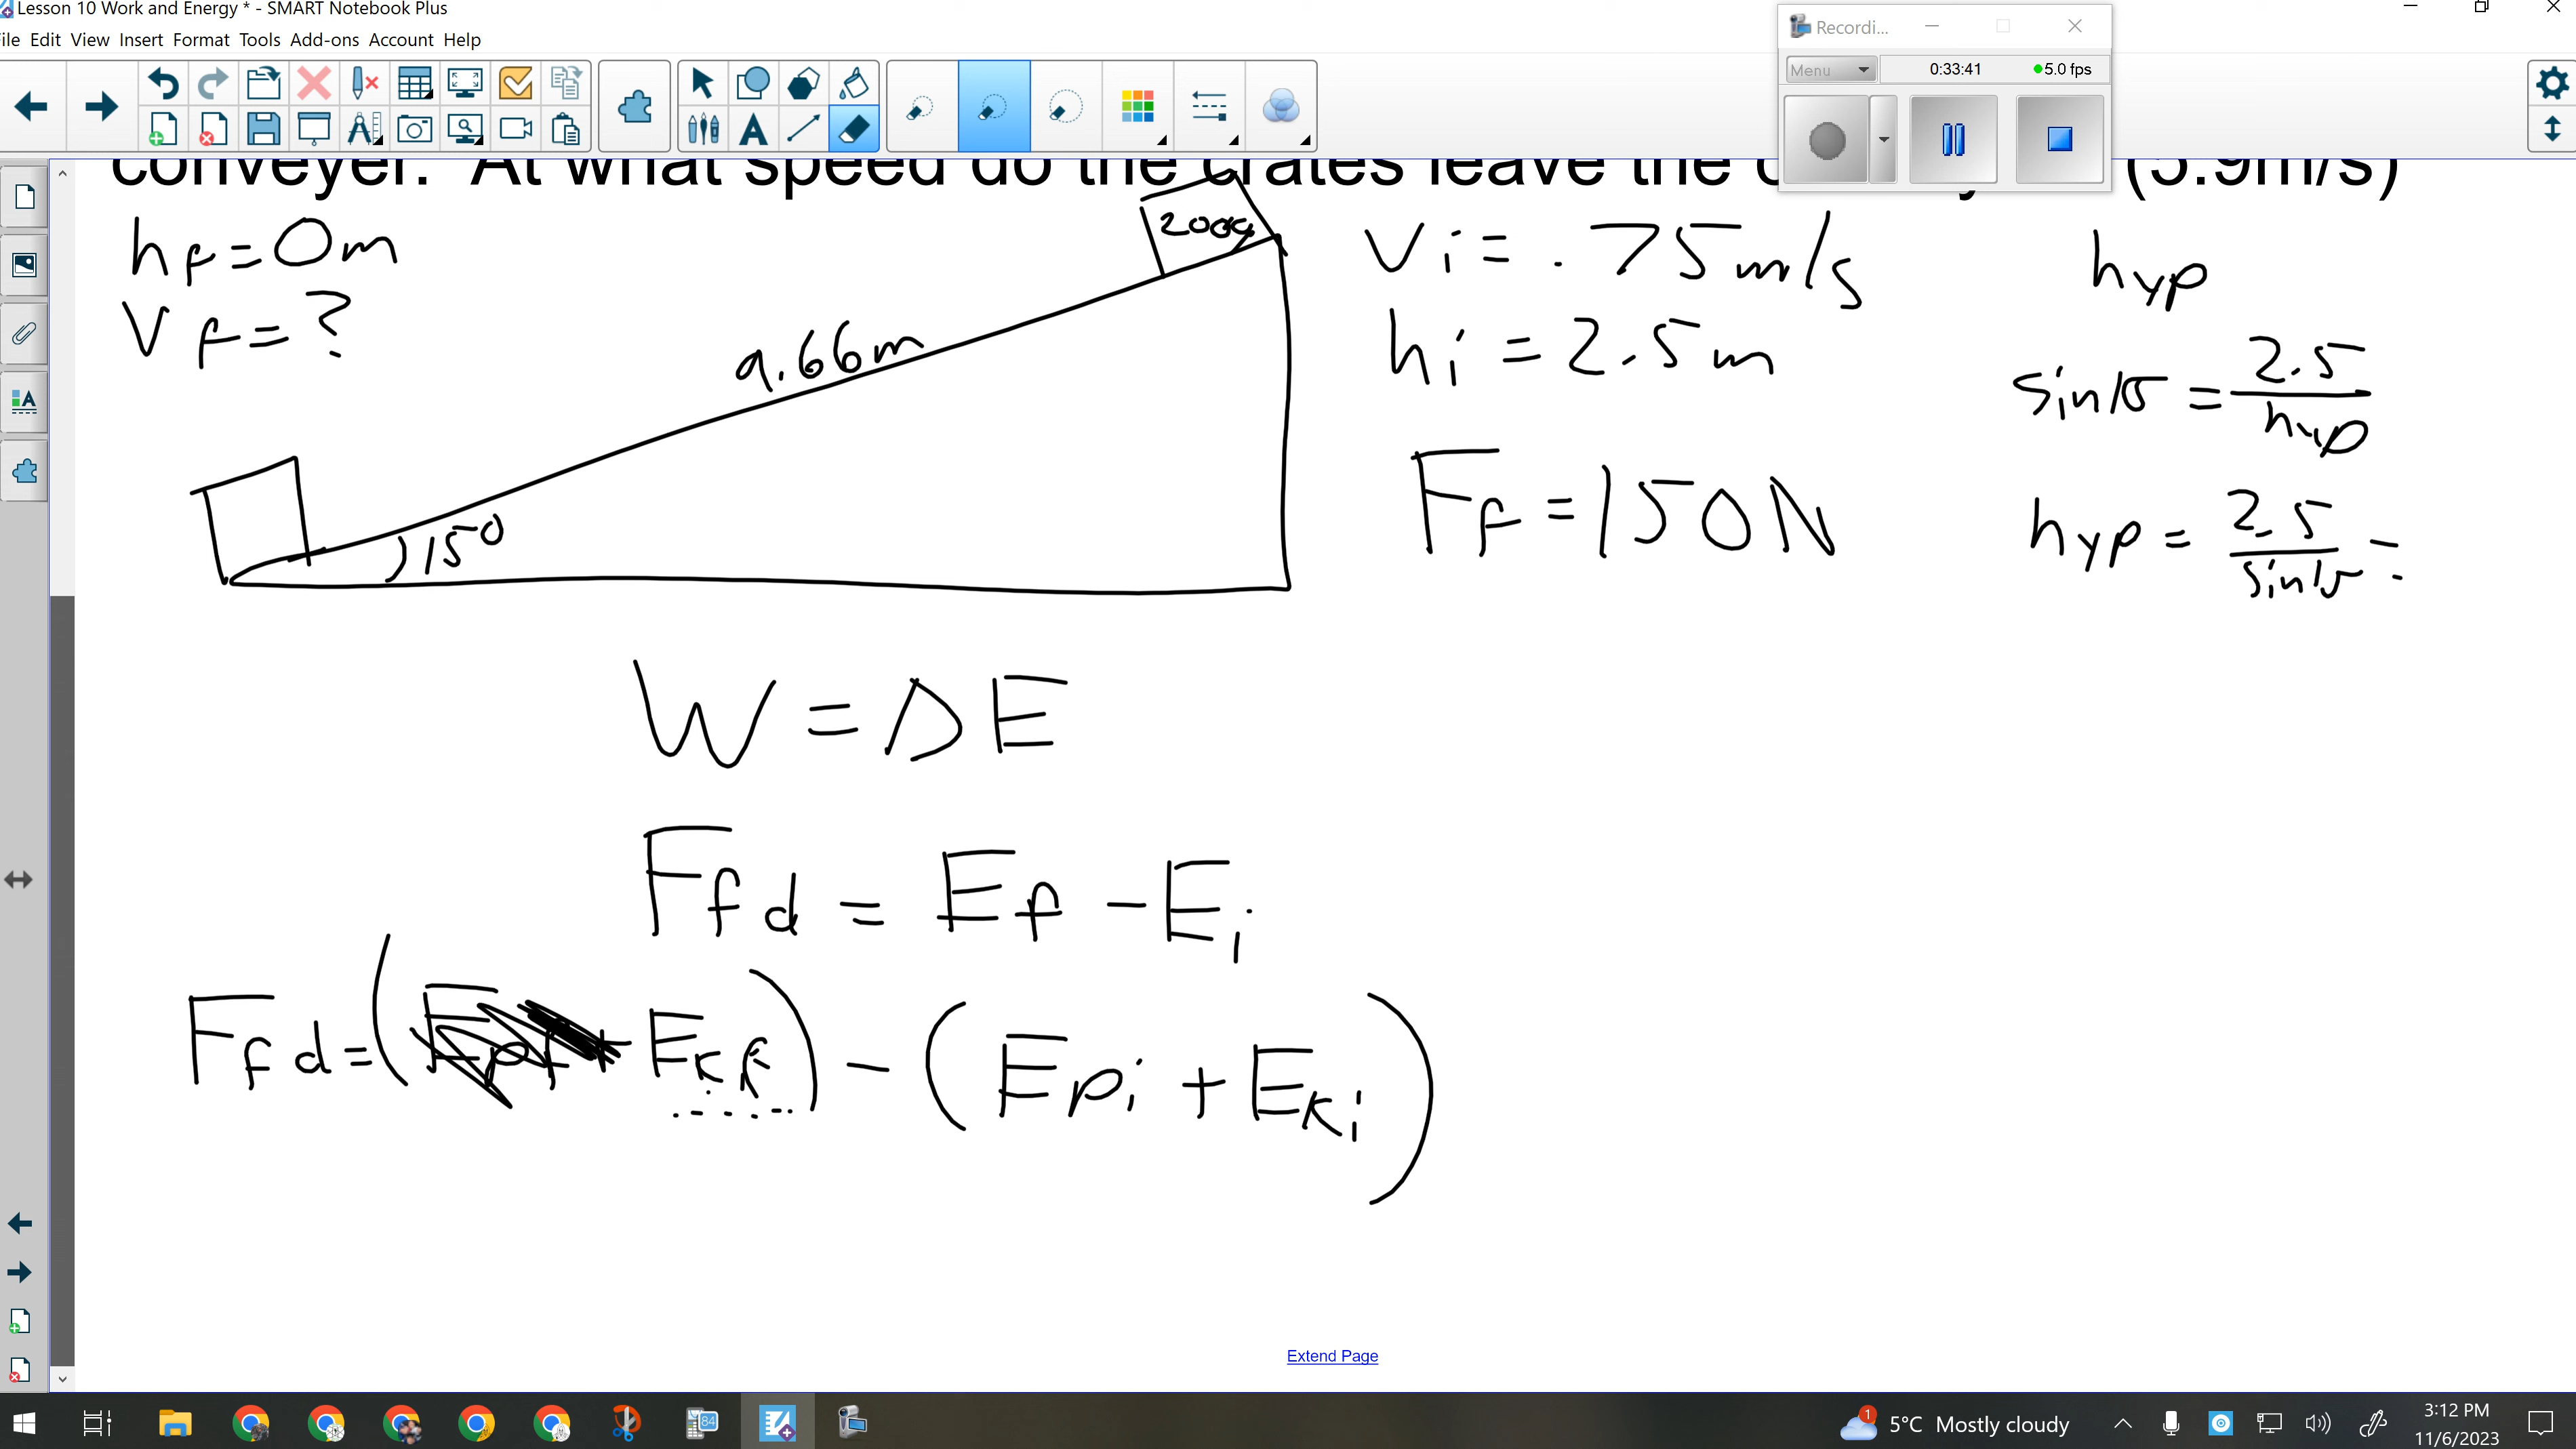 Lesson 10 Work and Energy * - SMART Notebook Plus
File Edit View Insert Format Tools Add-ons Account Help
Recordi...
Menu 0:33:41 5.0 fps
conveyer. At what speed do the crates leave the (5.9m/s)
hf = 0m
Vf = ?
9.66m
15°
Vi = .75 m/s
hi = 2.5m
Ff = 150N
hyp
sin15 = 2.5 / hyp
hyp = 2.5 / sin15 =
W = ΔE
Ffd = Ef - Ei
Ffd = ( Ekf ) - ( Epi + Eki )
Extend Page
84
1
5°C Mostly cloudy
3:12 PM
11/6/2023